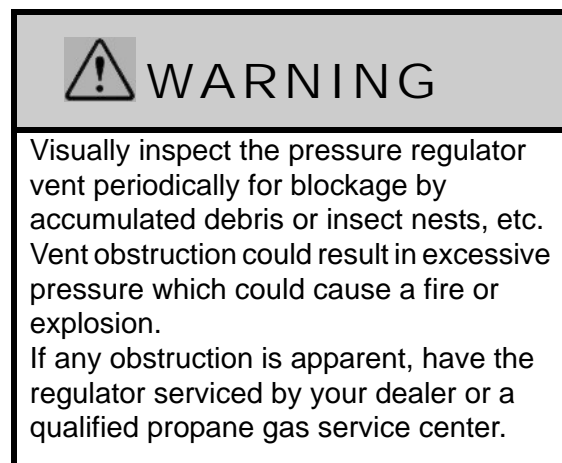 WARNING
Visually inspect the pressure regulator
vent periodically for blockage by
accumulated debris or insect nests, etc.
Vent obstruction could result in excessive
pressure which could cause a fire or
explosion.
If any obstruction is apparent, have the
regulator serviced by your dealer or a
qualified propane gas service center.